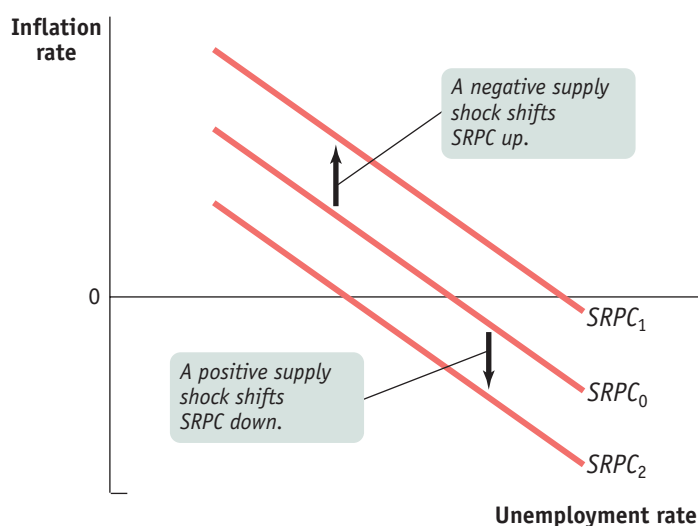 Inflation
rate
A negative supply
shock shifts
SRPC up.
0
SRPC₁
A positive supply
shock shifts
SRPC down.
SRPC₀
SRPC₂
Unemployment rate